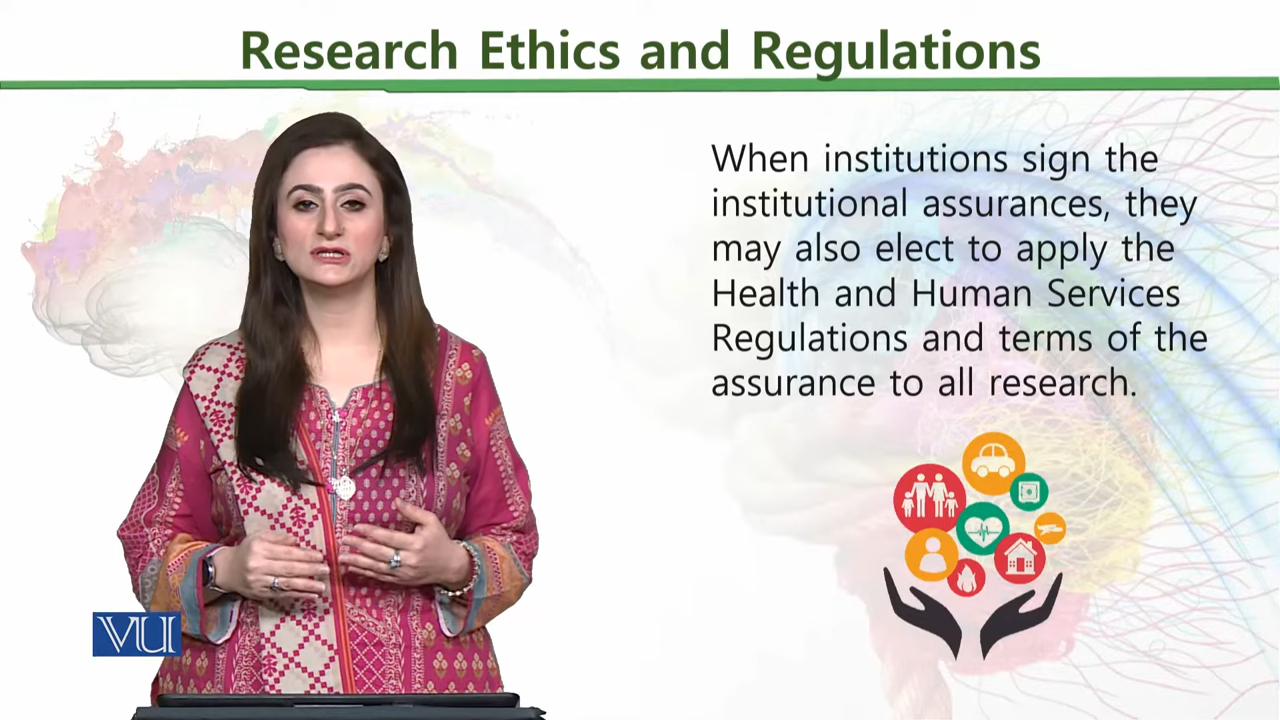 Research Ethics and Regulations
When institutions sign the
institutional assurances, they
may also elect to apply the
Health and Human Services
Regulations and terms of the
assurance to all research.
VU